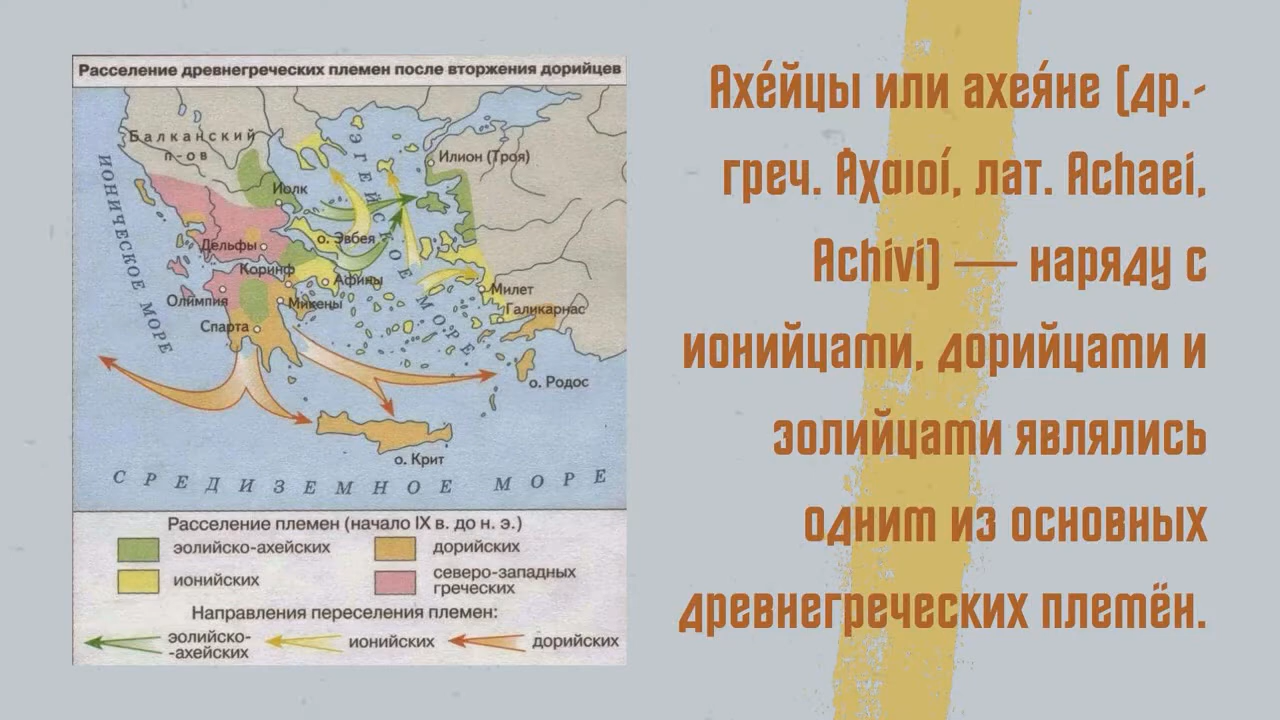 Расселение древнегреческих племен после вторжения дорийцев
Балканский
п-ов
ИОНИЧЕСКОЕ МОРЕ
ЭГЕЙСКОЕ МОРЕ
Илион (Троя)
Иолк
Дельфы
о. Эвбея
Коринф
Афины
Олимпия
Микены
Милет
Галикарнас
Спарта
о. Родос
о. Крит
СРЕДИЗЕМНОЕ МОРЕ
Расселение племен (начало IX в. до н. э.)
эолийско-ахейских
дорийских
ионийских
северо-западных
греческих
Направления переселения племен:
эолийско-
-ахейских
ионийских
дорийских
Ахе́йцы или ахея́не (др.-
греч. Ἀχαιοί, лат. Achaei,
Achivi) — наряду с
ионийцами, дорийцами и
эолийцами являлись
одним из основных
древнегреческих племён.